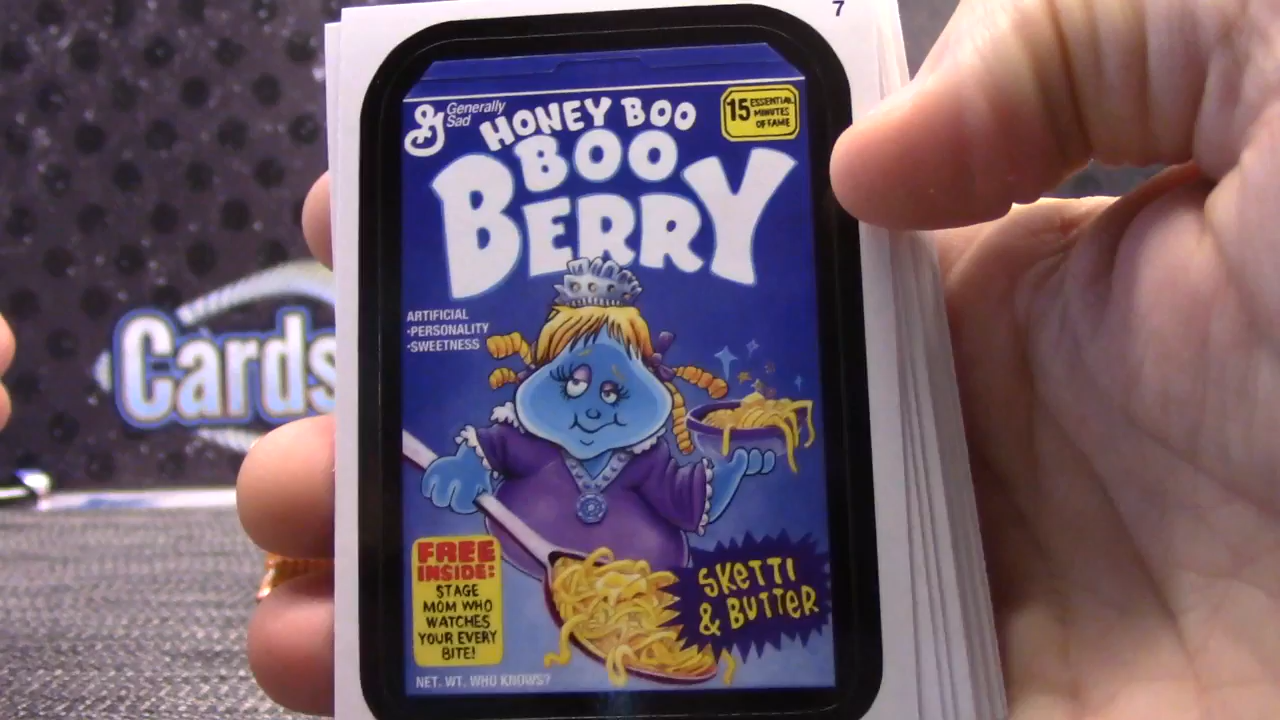 7
Generally
Sad
HONEY BOO
BOO
BERRY
15 ESSENTIAL
MINUTES
OF FAME
ARTIFICIAL
•PERSONALITY
•SWEETNESS
Cards
FREE
INSIDE:
STAGE
MOM WHO
WATCHES
YOUR EVERY
BITE!
SKETTI
& BUTTER
NET. WT. WHO KNOWS?